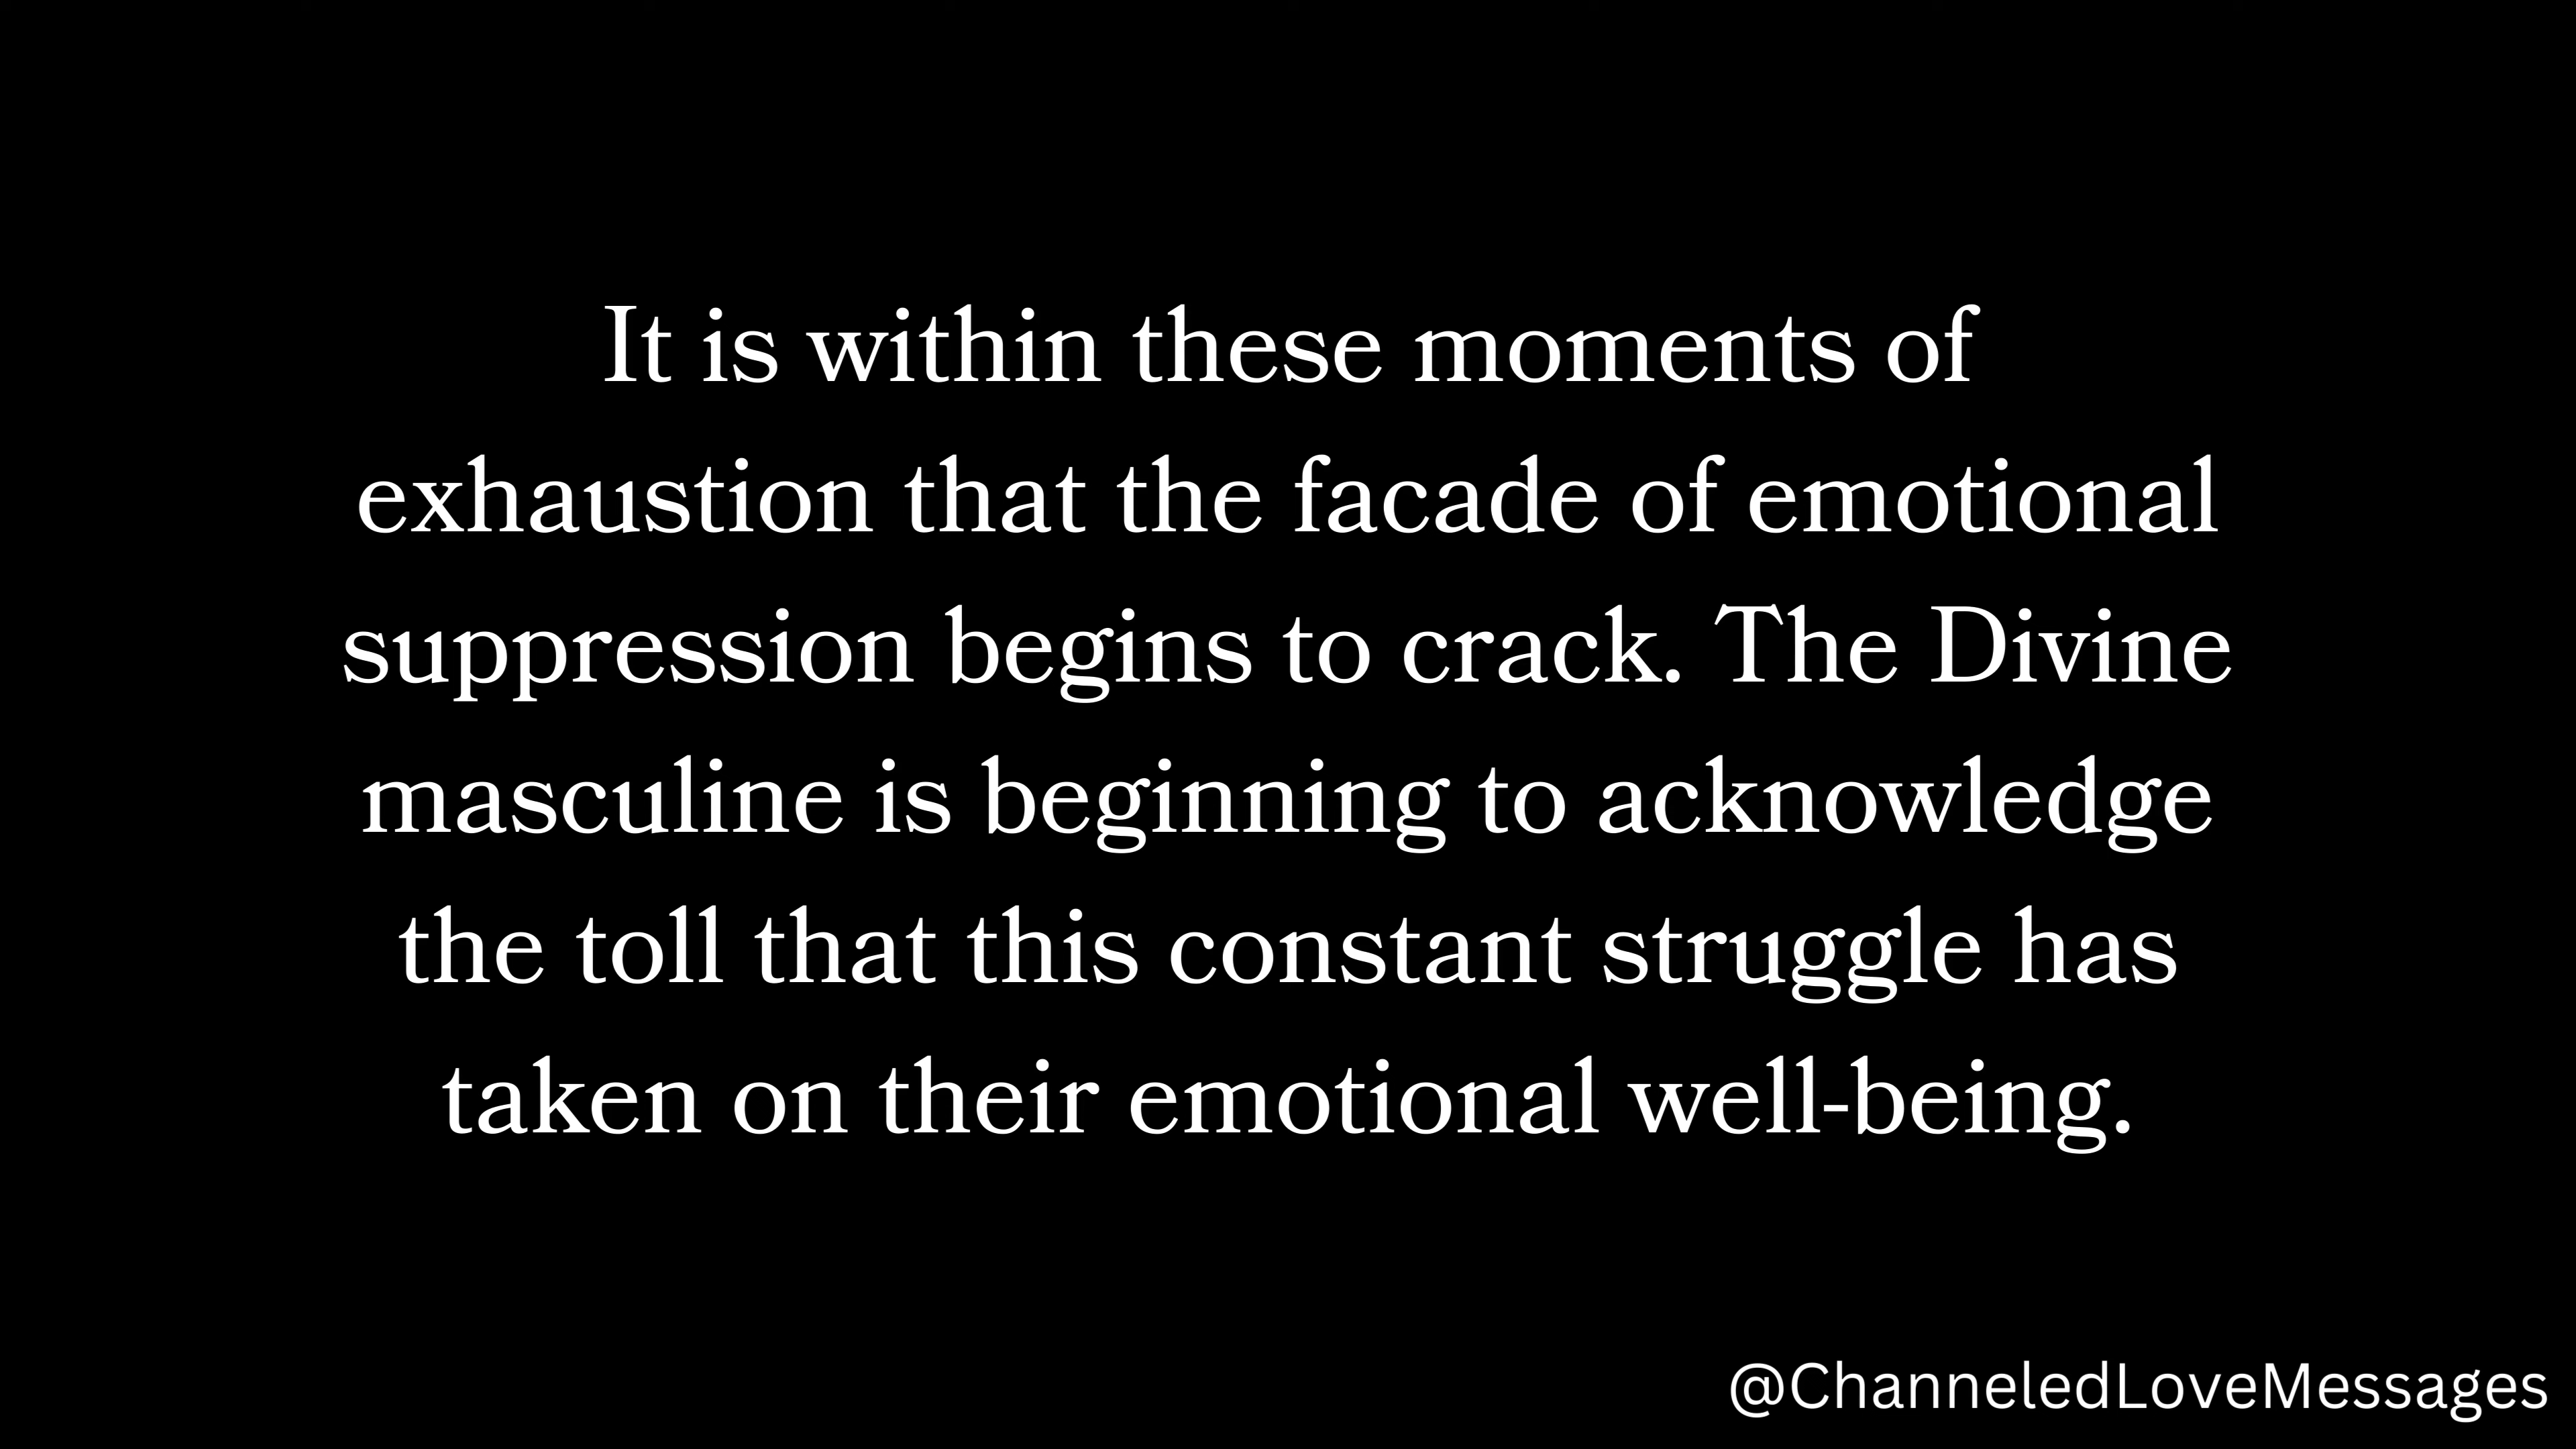 It is within these moments of
exhaustion that the facade of emotional
suppression begins to crack. The Divine
masculine is beginning to acknowledge
the toll that this constant struggle has
taken on their emotional well-being.
@ChanneledLoveMessages